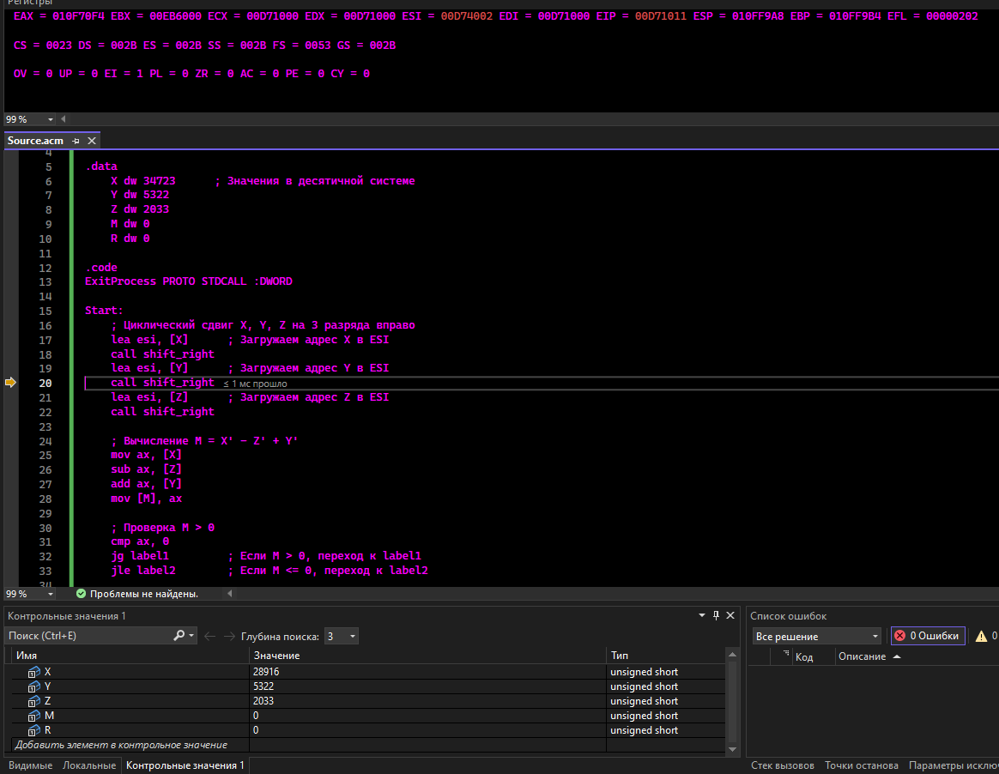 Регистры
EAX = 010F70F4 EBX = 00EB6000 ECX = 00D71000 EDX = 00D71000 ESI = 00D74002 EDI = 00D71000 EIP = 00D71011 ESP = 010FF9A8 EBP = 010FF9B4 EFL = 00000202
CS = 0023 DS = 002B ES = 002B SS = 002B FS = 0053 GS = 002B
OV = 0 UP = 0 EI = 1 PL = 0 ZR = 0 AC = 0 PE = 0 CY = 0
99 %
Source.acm
4
5 .data
6 X dw 34723 ; Значения в десятичной системе
7 Y dw 5322
8 Z dw 2033
9 M dw 0
10 R dw 0
11
12 .code
13 ExitProcess PROTO STDCALL :DWORD
14
15 Start:
16 ; Циклический сдвиг X, Y, Z на 3 разряда вправо
17 lea esi, [X] ; Загружаем адрес X в ESI
18 call shift_right
19 lea esi, [Y] ; Загружаем адрес Y в ESI
20 call shift_right ≤ 1 мс прошло
21 lea esi, [Z] ; Загружаем адрес Z в ESI
22 call shift_right
23
24 ; Вычисление M = X' - Z' + Y'
25 mov ax, [X]
26 sub ax, [Z]
27 add ax, [Y]
28 mov [M], ax
29
30 ; Проверка M > 0
31 cmp ax, 0
32 jg label1 ; Если M > 0, переход к label1
33 jle label2 ; Если M <= 0, переход к label2
34
99 % Проблемы не найдены.
Контрольные значения 1
Поиск (Ctrl+E) Глубина поиска: 3
Имя Значение Тип
X 28916 unsigned short
Y 5322 unsigned short
Z 2033 unsigned short
M 0 unsigned short
R 0 unsigned short
Добавить элемент в контрольное значение
Видимые Локальные Контрольные значения 1
Список ошибок
Все решение 0 Ошибки 0
Код Описание
Стек вызовов Точки останова Параметры исключ